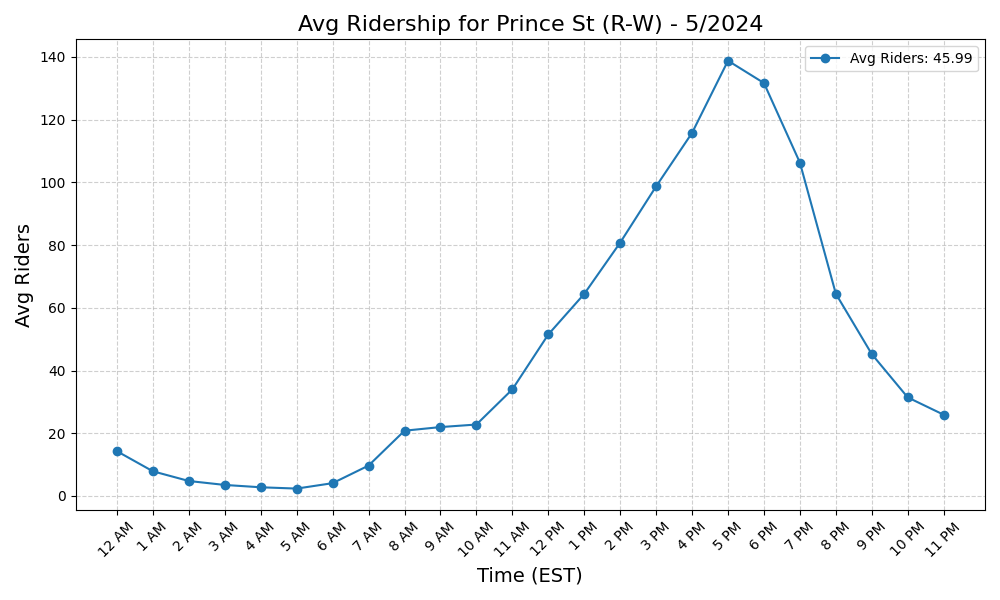 Avg Ridership for Prince St (R-W) - 5/2024
Avg Riders: 45.99
Avg Riders
140
120
100
80
60
40
20
0
12 AM
1 AM
2 AM
3 AM
4 AM
5 AM
6 AM
7 AM
8 AM
9 AM
10 AM
11 AM
12 PM
1 PM
2 PM
3 PM
4 PM
5 PM
6 PM
7 PM
8 PM
9 PM
10 PM
11 PM
Time (EST)